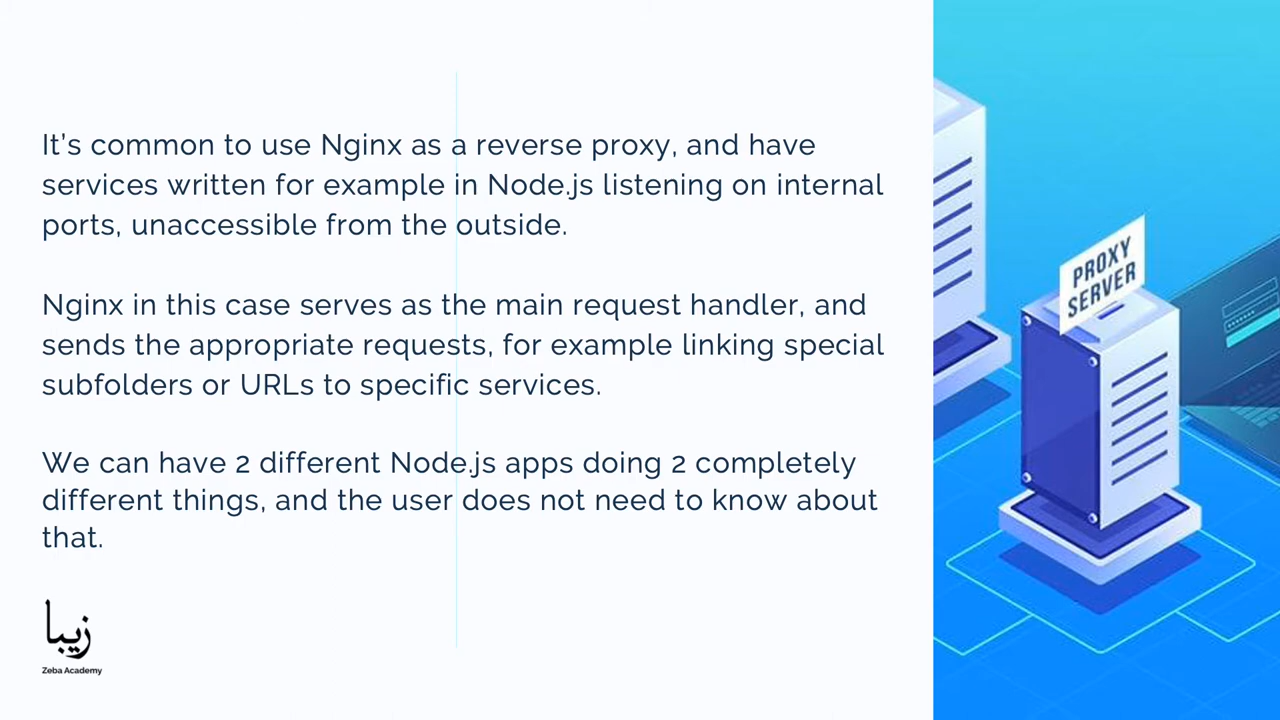 It's common to use Nginx as a reverse proxy, and have
services written for example in Node.js listening on internal
ports, unaccessible from the outside.
Nginx in this case serves as the main request handler, and
sends the appropriate requests, for example linking special
subfolders or URLs to specific services.
We can have 2 different Node.js apps doing 2 completely
different things, and the user does not need to know about
that.
زيبا
Zeba Academy
PROXY
SERVER